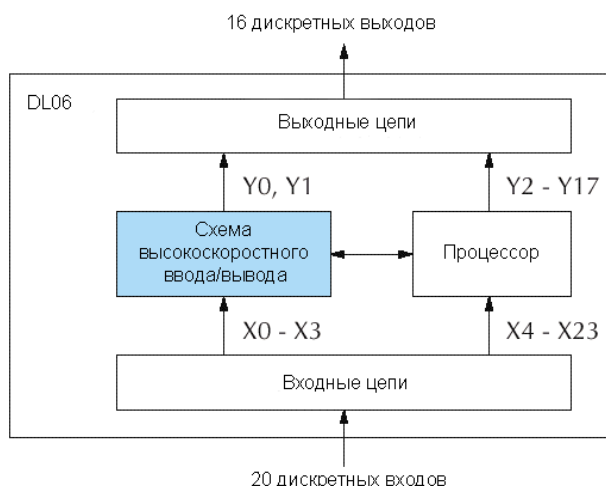 16 дискретных выходов
DL06
Выходные цепи
Y0, Y1
Y2 - Y17
Схема
высокоскоростного
ввода/вывода
Процессор
X0 - X3
X4 - X23
Входные цепи
20 дискретных входов